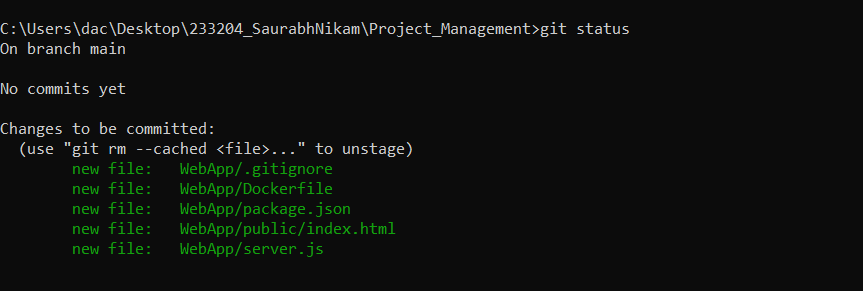 C:\Users\dac\Desktop\233204_SaurabhNikam\Project_Management>git status
On branch main
No commits yet
Changes to be committed:
(use "git rm --cached <file>..." to unstage)
new file: WebApp/.gitignore
new file: WebApp/Dockerfile
new file: WebApp/package.json
new file: WebApp/public/index.html
new file: WebApp/server.js